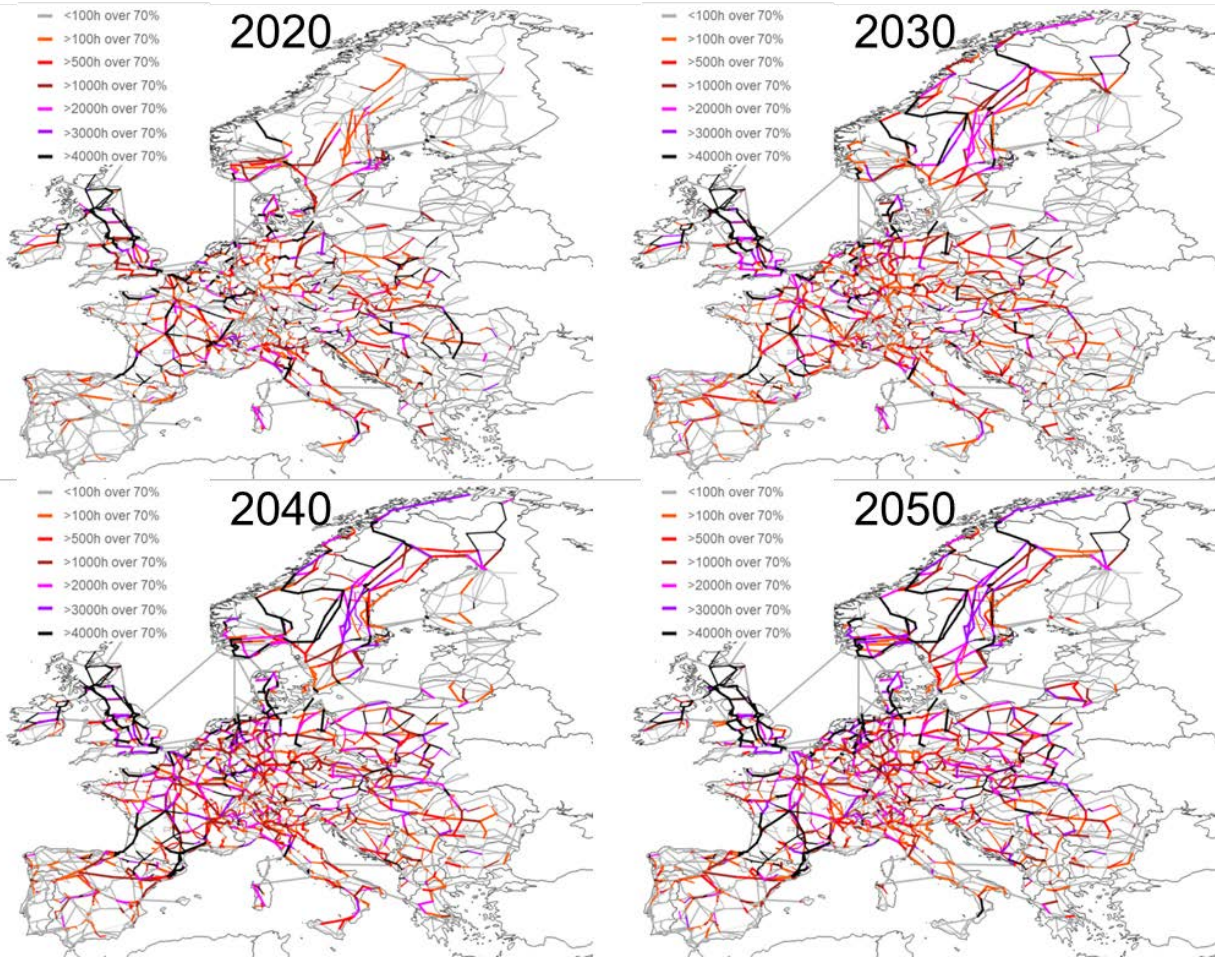 2020
<100h over 70%
>100h over 70%
>500h over 70%
>1000h over 70%
>2000h over 70%
>3000h over 70%
>4000h over 70%
2030
<100h over 70%
>100h over 70%
>500h over 70%
>1000h over 70%
>2000h over 70%
>3000h over 70%
>4000h over 70%
2040
<100h over 70%
>100h over 70%
>500h over 70%
>1000h over 70%
>2000h over 70%
>3000h over 70%
>4000h over 70%
2050
<100h over 70%
>100h over 70%
>500h over 70%
>1000h over 70%
>2000h over 70%
>3000h over 70%
>4000h over 70%